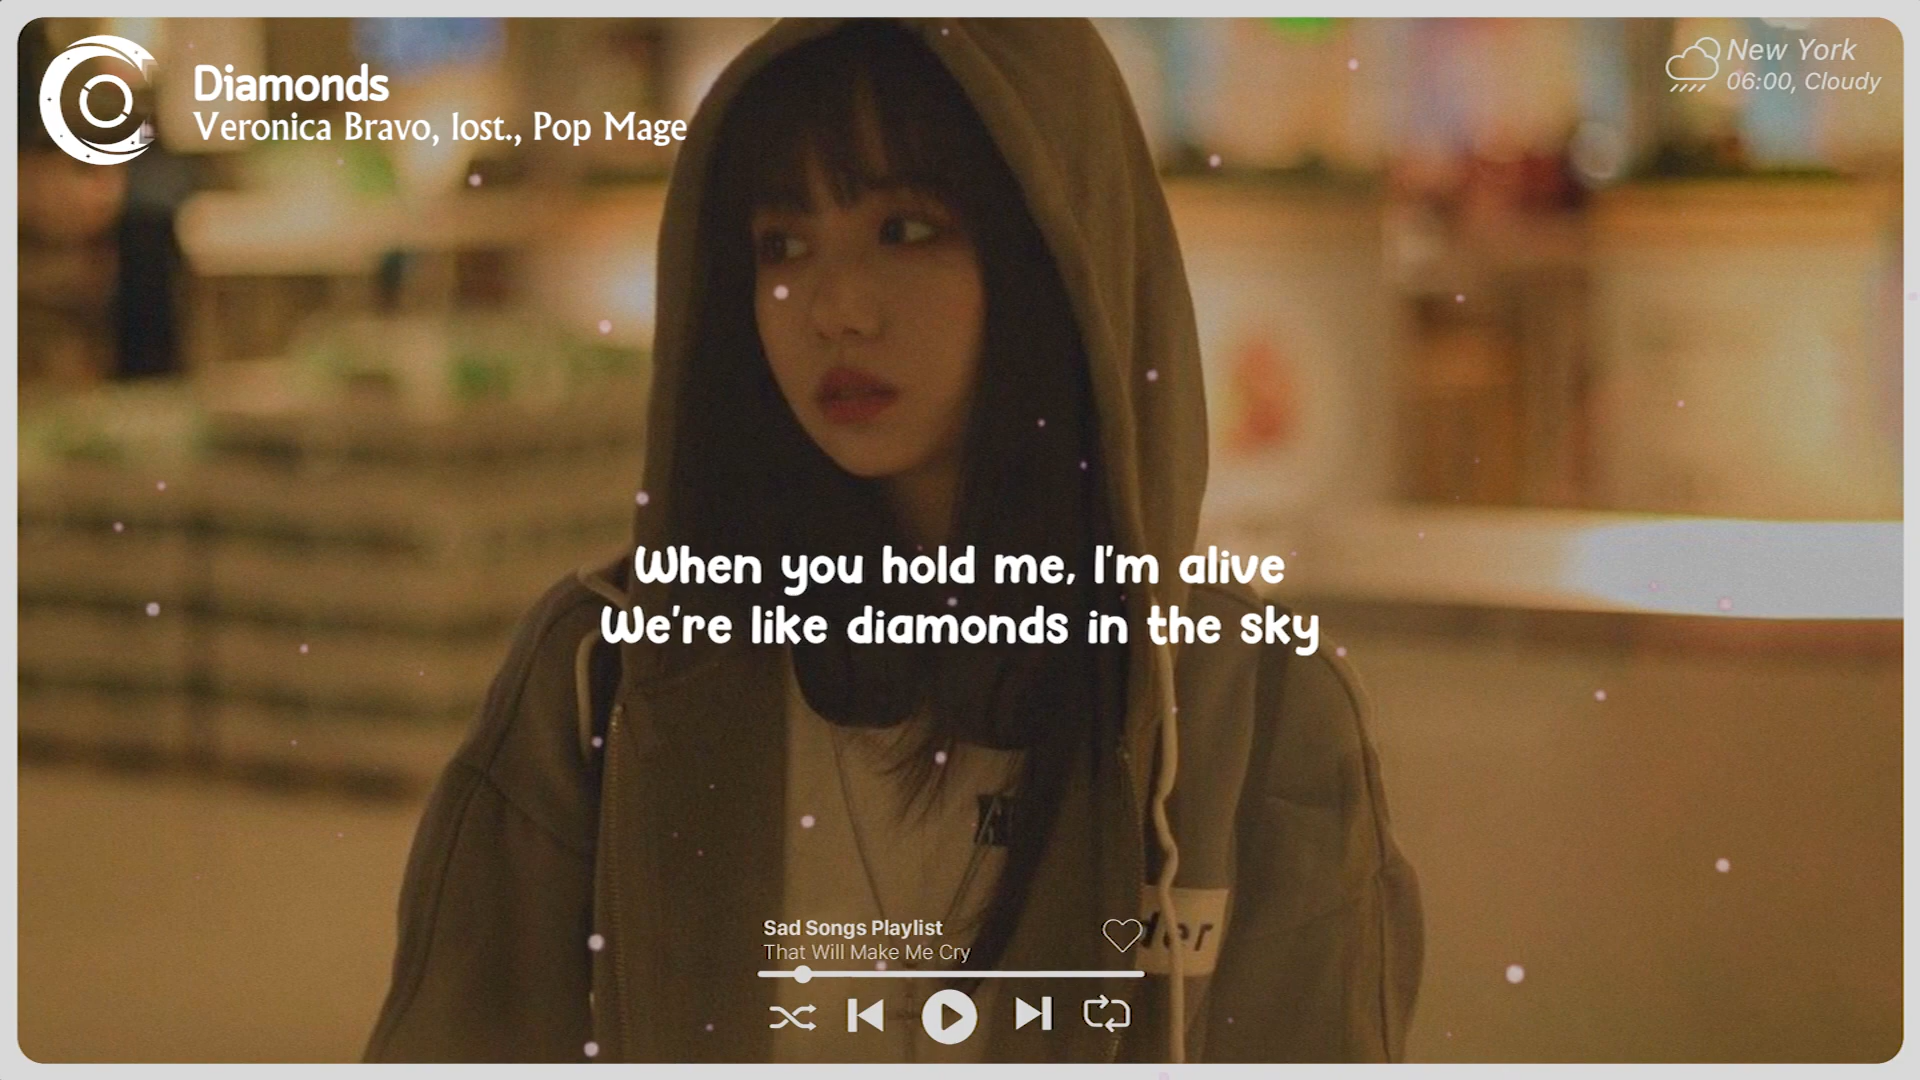 Diamonds
Veronica Bravo, lost., Pop Mage
New York
06:00, Cloudy
When you hold me, I'm alive
We're like diamonds in the sky
der
Sad Songs Playlist
That Will Make Me Cry